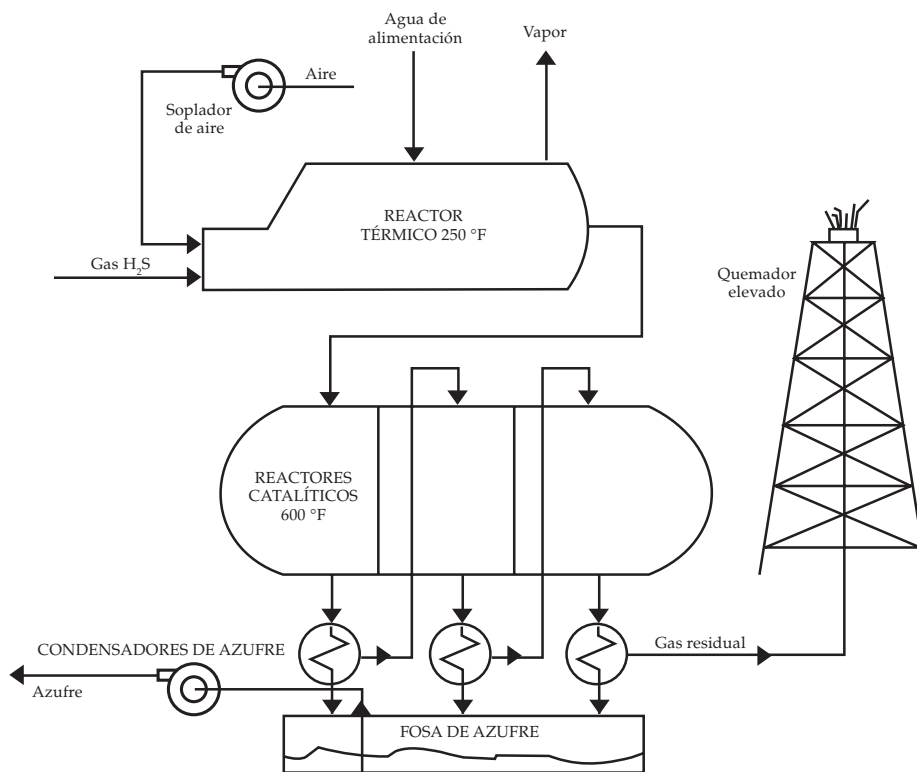 Agua de
alimentación
Vapor
Aire
Soplador
de aire
REACTOR
TÉRMICO 250 °F
Gas H₂S
Quemador
elevado
REACTORES
CATALÍTICOS
600 °F
CONDENSADORES DE AZUFRE
Gas residual
Azufre
FOSA DE AZUFRE